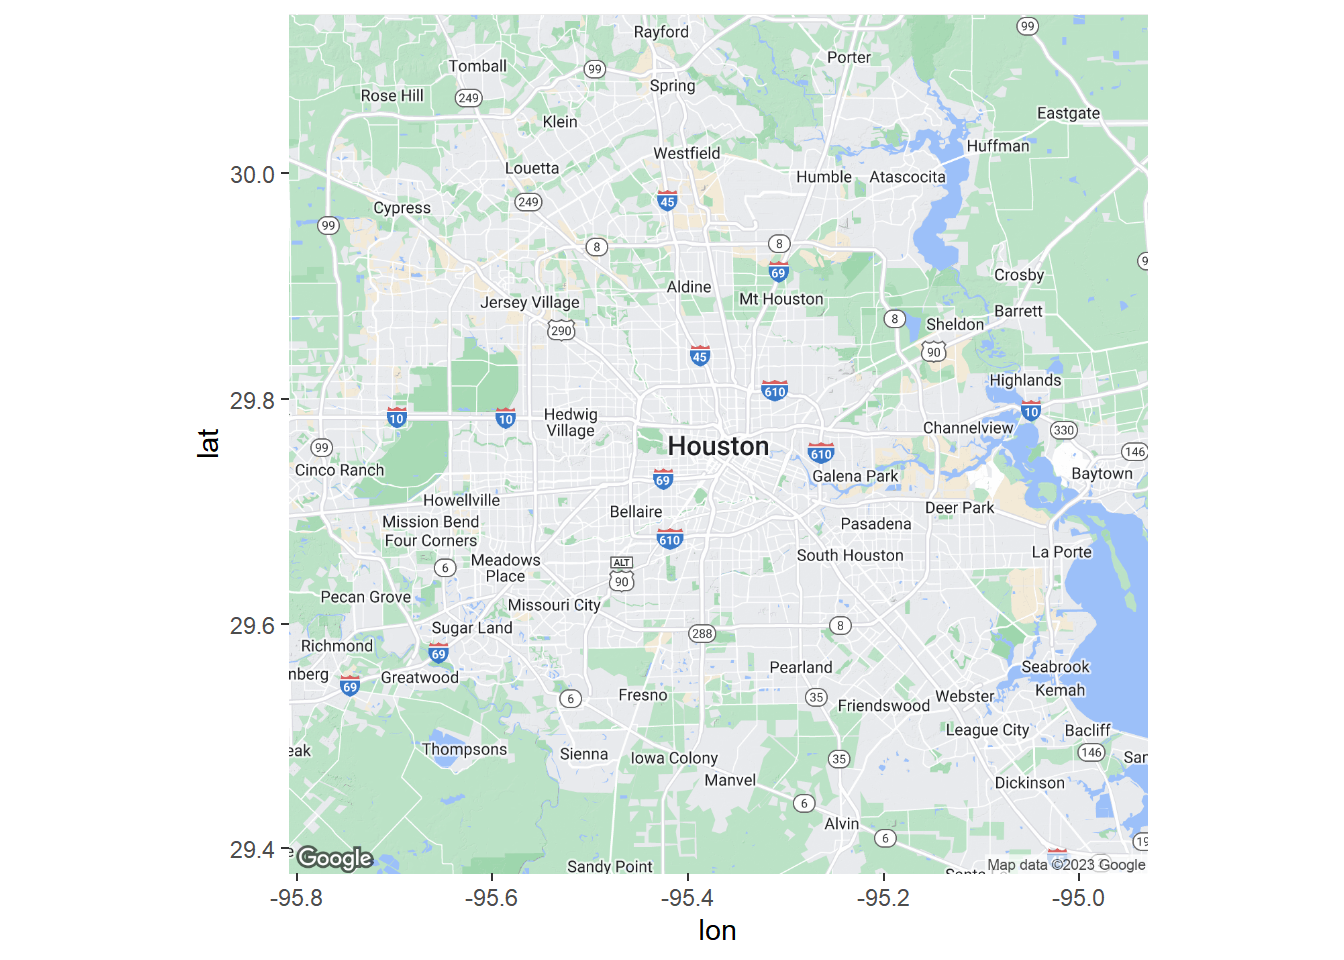 Rayford
99
Porter
Tomball
99
Spring
Rose Hill
249
Eastgate
Klein
Huffman
Westfield
Louetta
Humble
Atascocita
30.0
45
249
Cypress
99
8
8
69
Crosby
9
Aldine
Mt Houston
Jersey Village
Barrett
8
Sheldon
290
90
45
Highlands
610
29.8
10
10
Hedwig
Village
10
Channelview
330
Houston
99
610
146
Cinco Ranch
69
Galena Park
Baytown
Howellville
Bellaire
Deer Park
Mission Bend
Four Corners
Pasadena
610
La Porte
South Houston
Meadows
Place
6
ALT
90
Pecan Grove
Missouri City
29.6
Sugar Land
288
8
Richmond
69
Pearland
Seabrook
nberg
69
Greatwood
Kemah
6
Fresno
35
Webster
Friendswood
League City
Bacliff
eak
Thompsons
Sienna
Iowa Colony
35
146
San
Manvel
Dickinson
6
Alvin
6
19
29.4
e
Google
Sandy Point
Map data ©2023 Google
-95.8
-95.6
-95.4
-95.2
-95.0
lon
lat